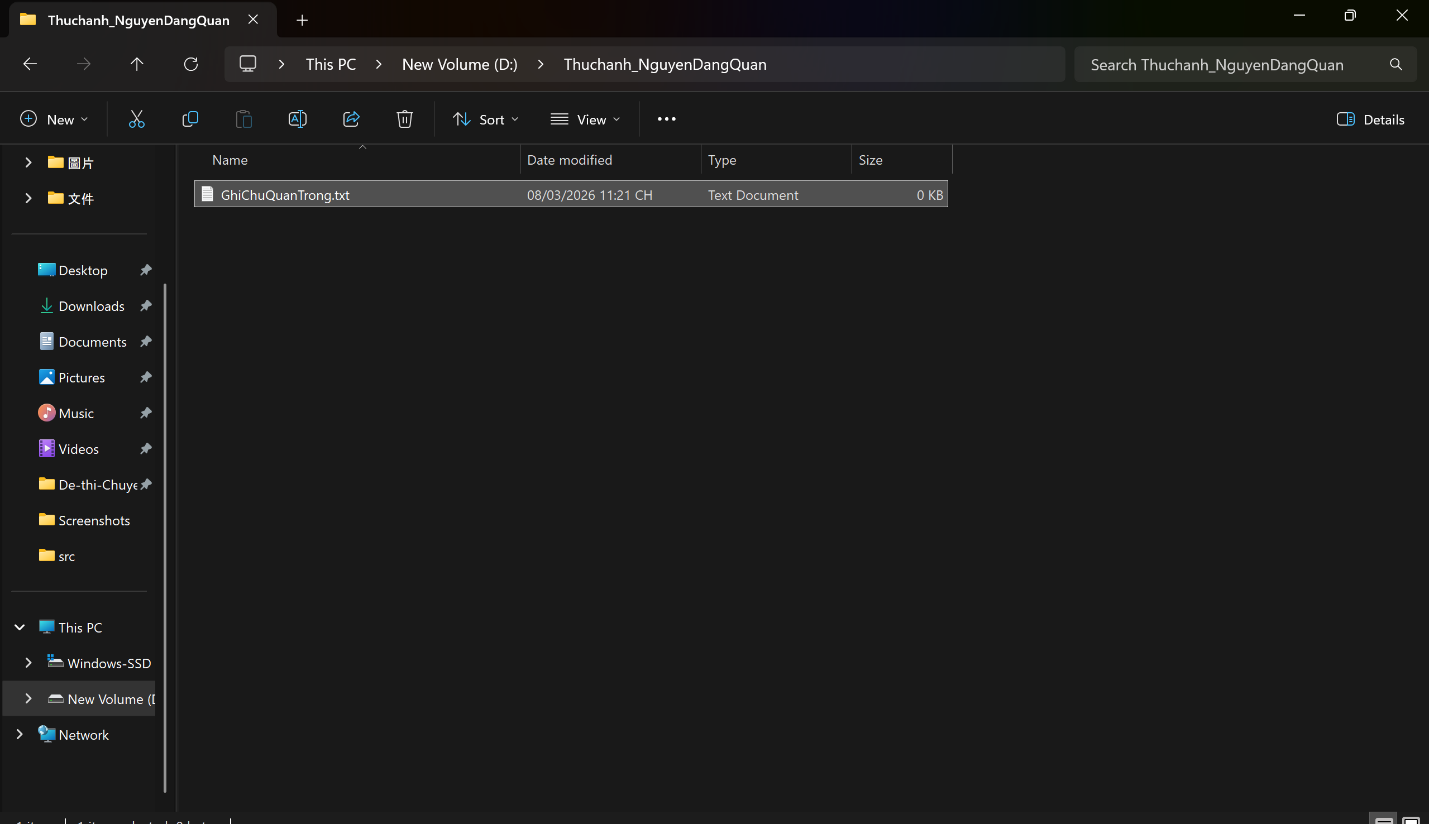 Thuchanh_NguyenDangQuan
This PC > New Volume (D:) > Thuchanh_NguyenDangQuan
Search Thuchanh_NguyenDangQuan
New
Sort
View
Details
圖片
文件
Desktop
Downloads
Documents
Pictures
Music
Videos
De-thi-Chuye
Screenshots
src
This PC
Windows-SSD
New Volume (D
Network
Name Date modified Type Size
GhiChuQuanTrong.txt 08/03/2026 11:21 CH Text Document 0 KB